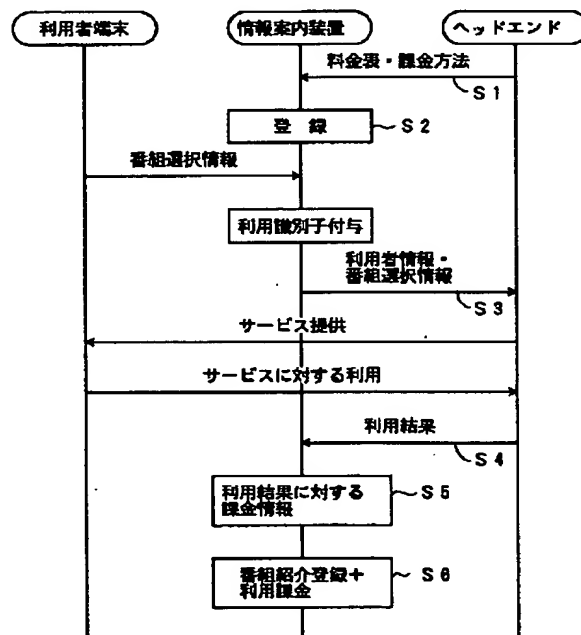 利用者端末
情報案内装置
ヘッドエンド
料金表・課金方法
S1
登 録
S2
番組選択情報
利用識別子付与
利用者情報・
番組選択情報
S3
サービス提供
サービスに対する利用
利用結果
S4
利用結果に対する
課金情報
S5
番組紹介登録+
利用課金
S6